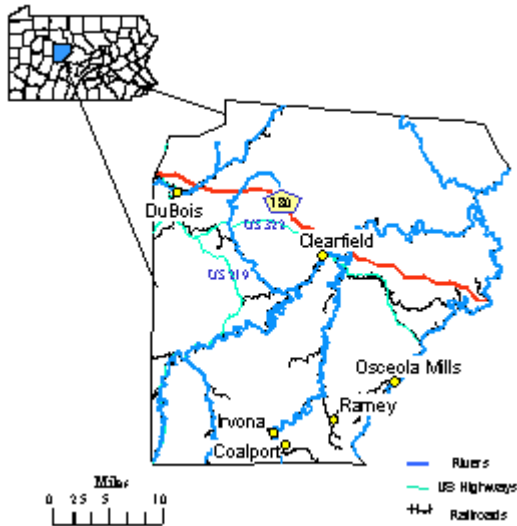 180
DuBois
US 322
Clearfield
US 219
Osceola Mills
Ramey
Irvona
Coalport
Miles
0 2.5 5 10
Rivers
US Highways
Railroads